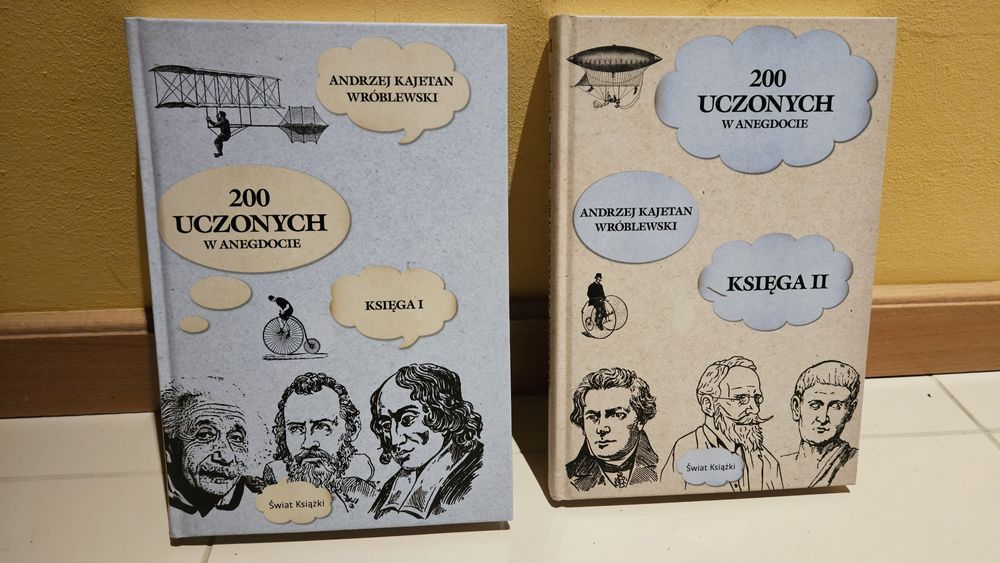 ANDRZEJ KAJETAN
WRÓBLEWSKI
200
UCZONYCH
W ANEGDOCIE
KSIĘGA I
Świat Książki
200
UCZONYCH
W ANEGDOCIE
ANDRZEJ KAJETAN
WRÓBLEWSKI
KSIĘGA II
Świat Książki